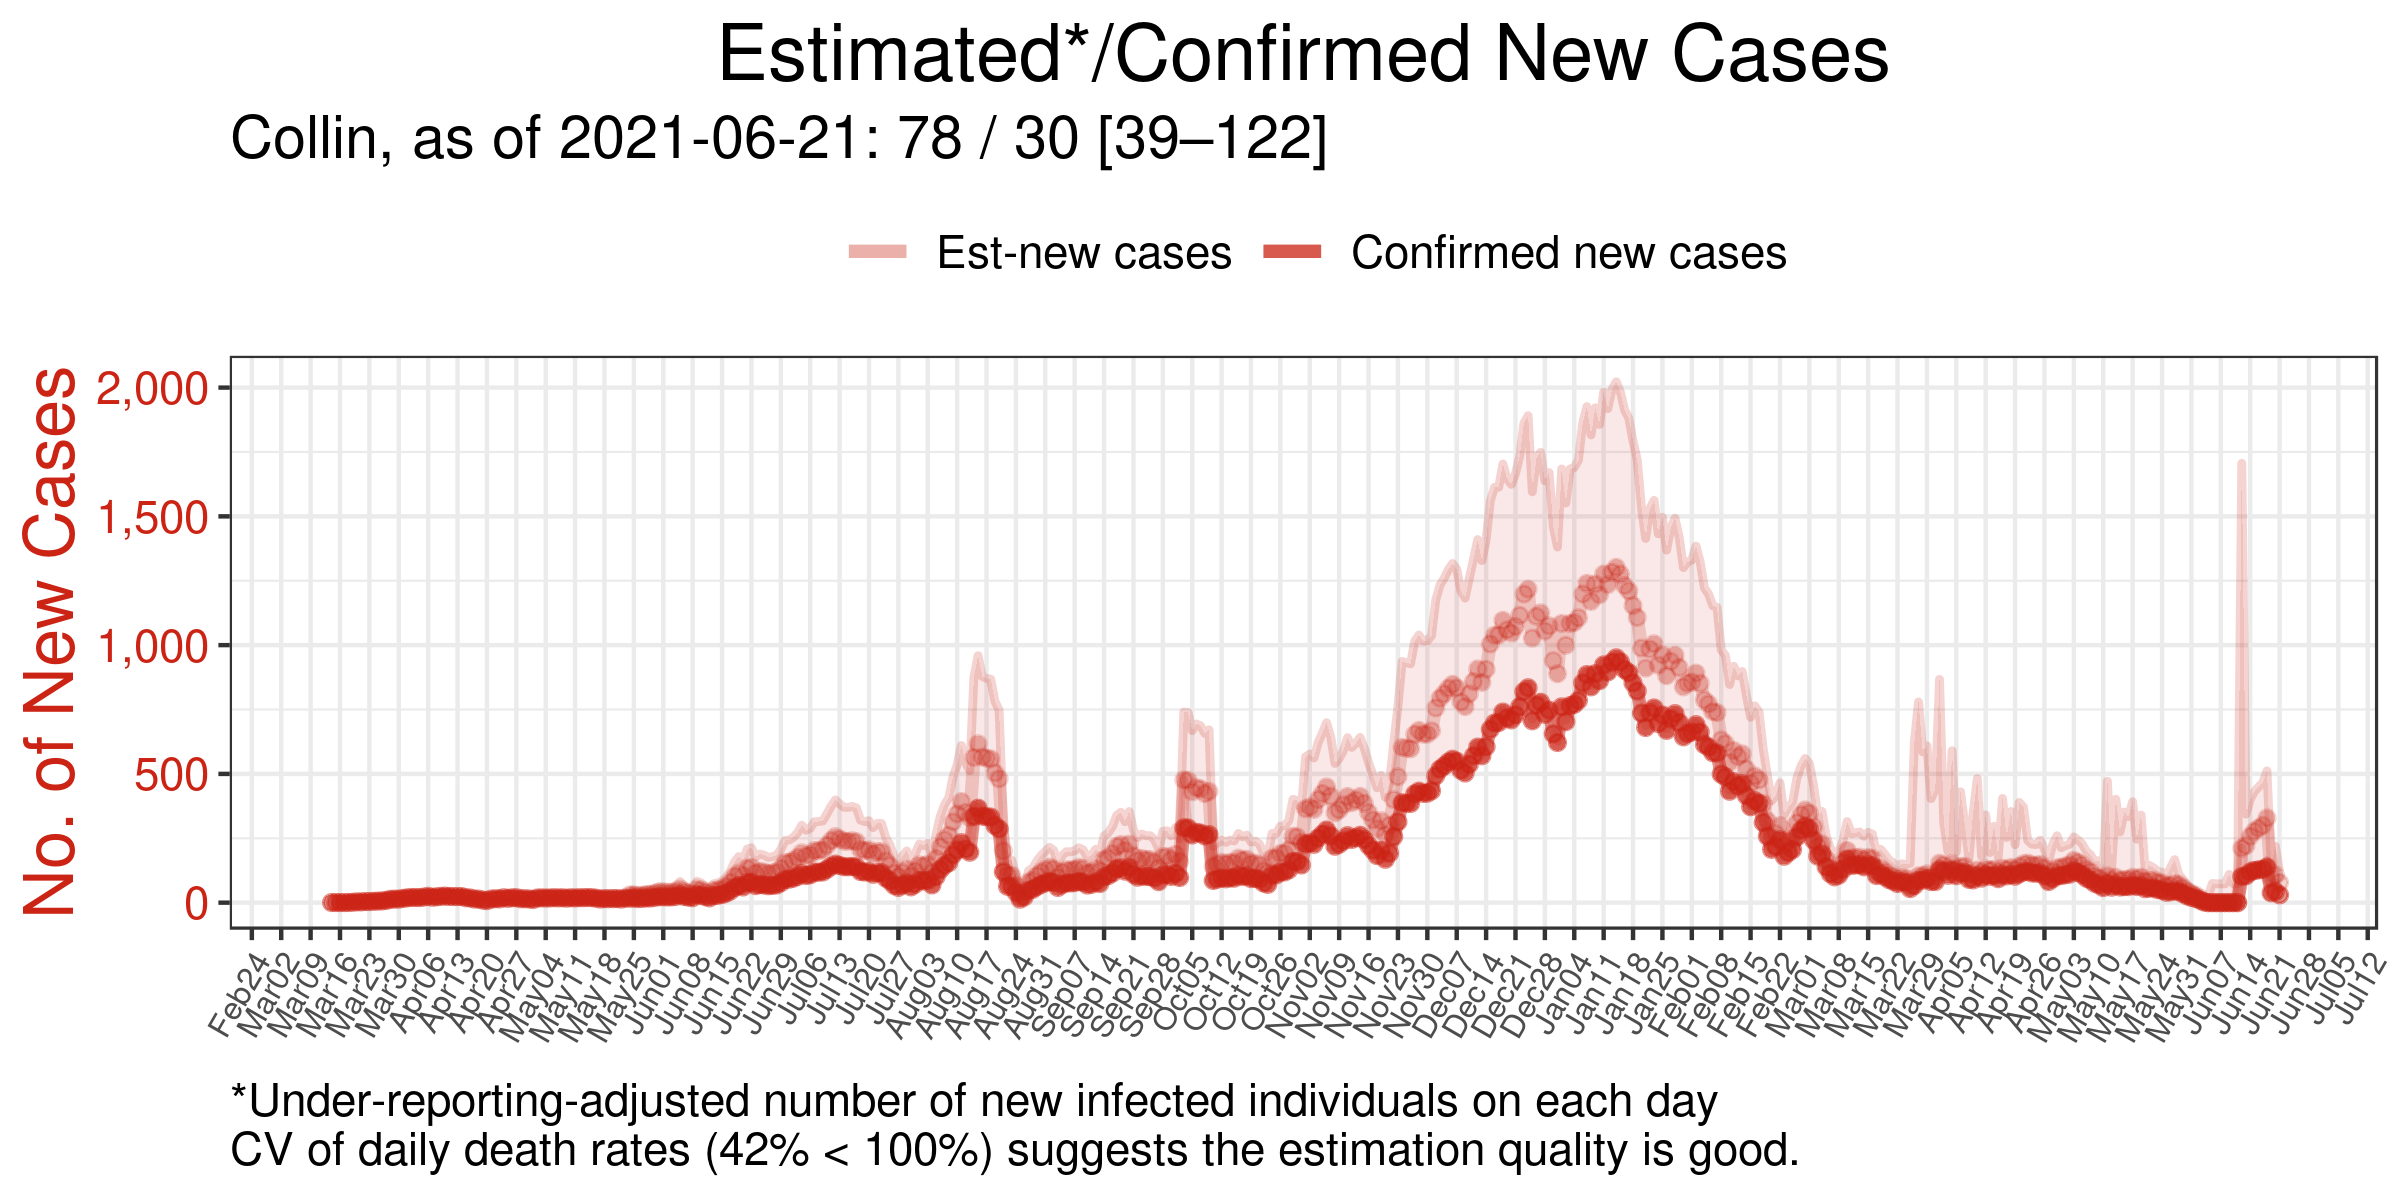 Estimated*/Confirmed New Cases
Collin, as of 2021-06-21: 78 / 30 [39–122]
Est-new cases
Confirmed new cases
No. of New Cases
2,000
1,500
1,000
500
0
Feb24
Mar02
Mar09
Mar16
Mar23
Mar30
Apr06
Apr13
Apr20
Apr27
May04
May11
May18
May25
Jun01
Jun08
Jun15
Jun22
Jun29
Jul06
Jul13
Jul20
Jul27
Aug03
Aug10
Aug17
Aug24
Aug31
Sep07
Sep14
Sep21
Sep28
Oct05
Oct12
Oct19
Oct26
Nov02
Nov09
Nov16
Nov23
Nov30
Dec07
Dec14
Dec21
Dec28
Jan04
Jan11
Jan18
Jan25
Feb01
Feb08
Feb15
Feb22
Mar01
Mar08
Mar15
Mar22
Mar29
Apr05
Apr12
Apr19
Apr26
May03
May10
May17
May24
May31
Jun07
Jun14
Jun21
Jun28
Jul05
Jul12
*Under-reporting-adjusted number of new infected individuals on each day
CV of daily death rates (42% < 100%) suggests the estimation quality is good.